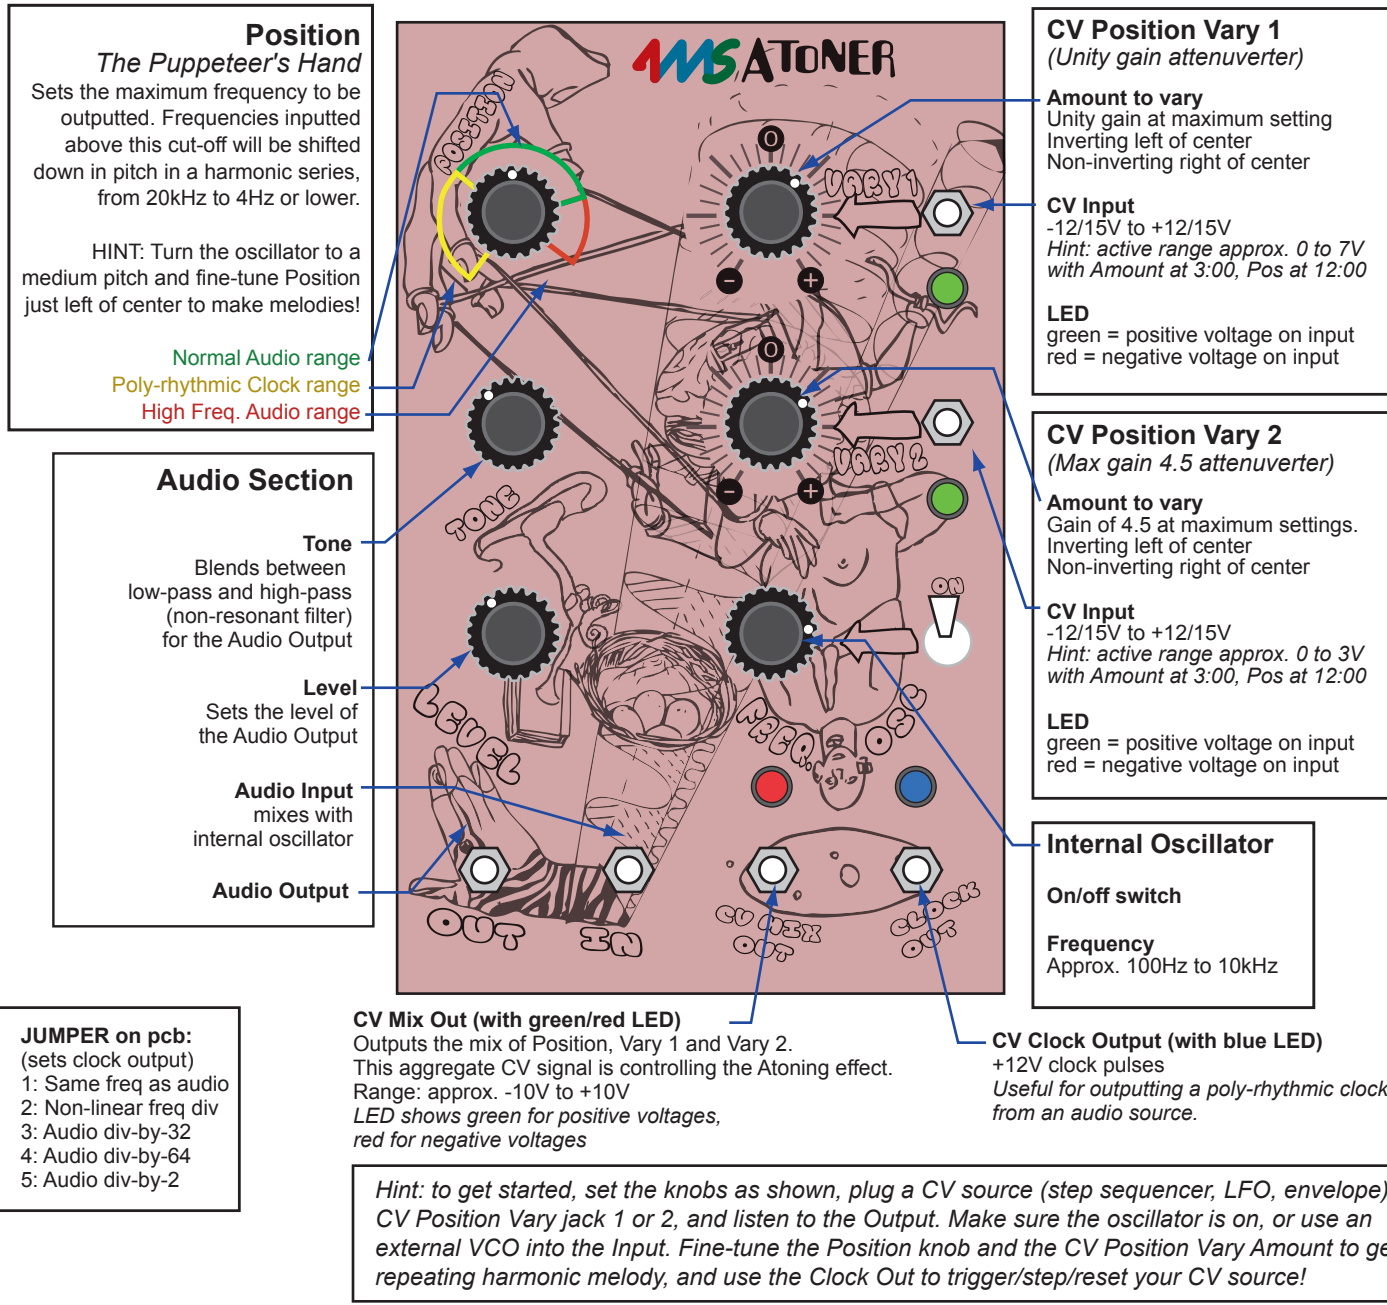 Position
The Puppeteer's Hand
Sets the maximum frequency to be
outputted. Frequencies inputted
above this cut-off will be shifted
down in pitch in a harmonic series,
from 20kHz to 4Hz or lower.
HINT: Turn the oscillator to a
medium pitch and fine-tune Position
just left of center to make melodies!
Normal Audio range
Poly-rhythmic Clock range
High Freq. Audio range
Audio Section
Tone
Blends between
low-pass and high-pass
(non-resonant filter)
for the Audio Output
Level
Sets the level of
the Audio Output
Audio Input
mixes with
internal oscillator
Audio Output
JUMPER on pcb:
(sets clock output)
1: Same freq as audio
2: Non-linear freq div
3: Audio div-by-32
4: Audio div-by-64
5: Audio div-by-2
4MS ATONER
POSITION
0
VARY 1
- +
0
VARY 2
- +
TONE
ON
LEVEL
FREQ. OSC
OUT IN
CV MIX
OUT
CLOCK
OUT
CV Position Vary 1
(Unity gain attenuverter)
Amount to vary
Unity gain at maximum setting
Inverting left of center
Non-inverting right of center
CV Input
-12/15V to +12/15V
Hint: active range approx. 0 to 7V
with Amount at 3:00, Pos at 12:00
LED
green = positive voltage on input
red = negative voltage on input
CV Position Vary 2
(Max gain 4.5 attenuverter)
Amount to vary
Gain of 4.5 at maximum settings.
Inverting left of center
Non-inverting right of center
CV Input
-12/15V to +12/15V
Hint: active range approx. 0 to 3V
with Amount at 3:00, Pos at 12:00
LED
green = positive voltage on input
red = negative voltage on input
Internal Oscillator
On/off switch
Frequency
Approx. 100Hz to 10kHz
CV Mix Out (with green/red LED)
Outputs the mix of Position, Vary 1 and Vary 2.
This aggregate CV signal is controlling the Atoning effect.
Range: approx. -10V to +10V
LED shows green for positive voltages,
red for negative voltages
CV Clock Output (with blue LED)
+12V clock pulses
Useful for outputting a poly-rhythmic clock
from an audio source.
Hint: to get started, set the knobs as shown, plug a CV source (step sequencer, LFO, envelope)
CV Position Vary jack 1 or 2, and listen to the Output. Make sure the oscillator is on, or use an
external VCO into the Input. Fine-tune the Position knob and the CV Position Vary Amount to ge
repeating harmonic melody, and use the Clock Out to trigger/step/reset your CV source!